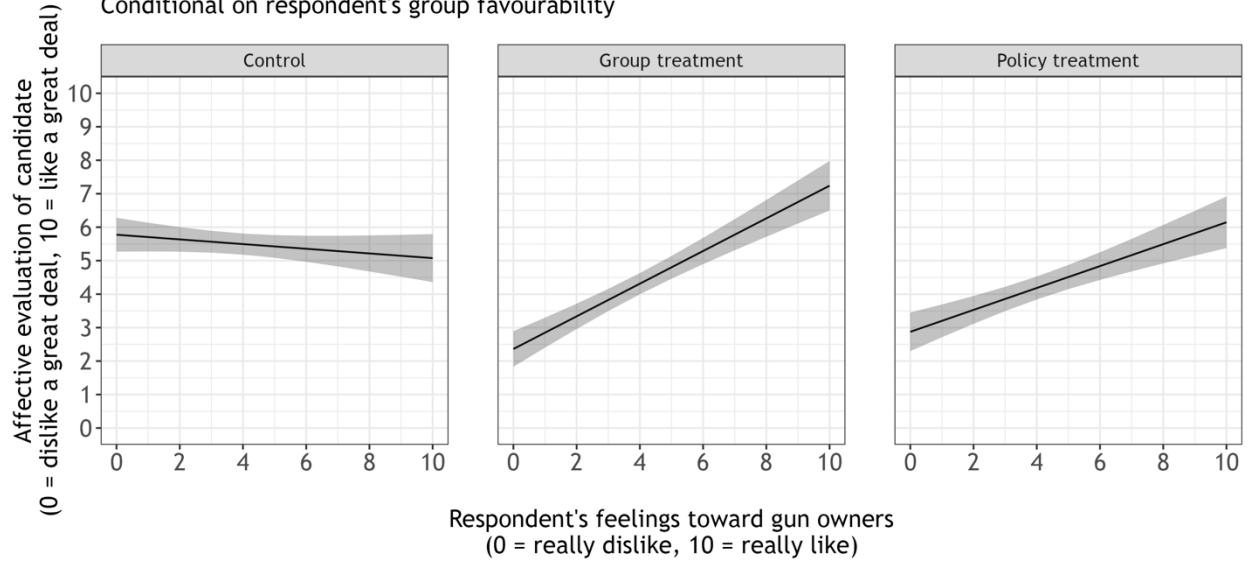 Conditional on respondent's group favourability
Affective evaluation of candidate
(0 = dislike a great deal, 10 = like a great deal)
Control
Group treatment
Policy treatment
10
9
8
7
6
5
4
3
2
1
0
0 2 4 6 8 10
0 2 4 6 8 10
0 2 4 6 8 10
Respondent's feelings toward gun owners
(0 = really dislike, 10 = really like)